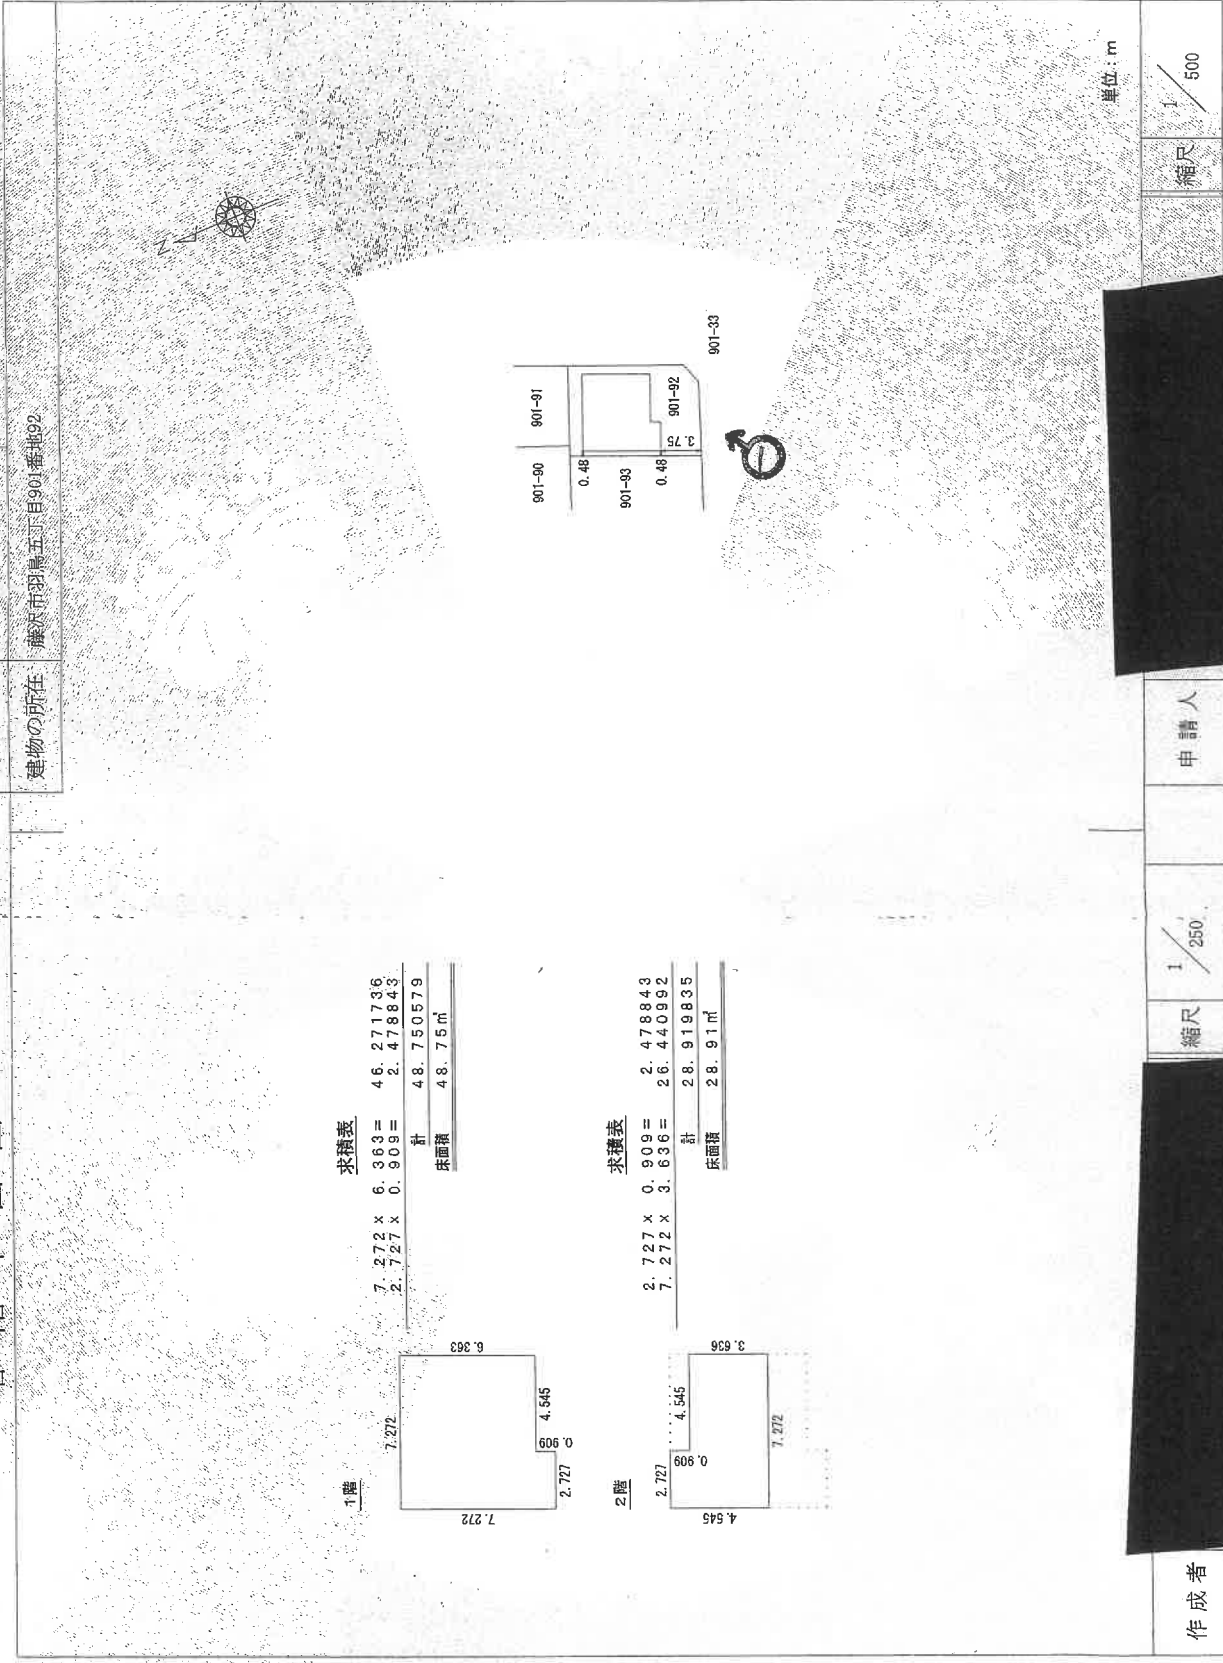 建物の所在 藤沢市羽鳥五丁目901番地92
N
1階
7.272
6.363
4.545
0.909
2.727
7.272
求積表
7.272 x 6.363= 46.271736
2.727 x 0.909= 2.478843
計 48.750579
床面積 48.75㎡
2階
2.727
0.909
4.545
3.636
7.272
4.545
求積表
2.727 x 0.909= 2.478843
7.272 x 3.636= 26.440992
計 28.919835
床面積 28.91㎡
901-90
901-91
0.48
901-93
0.48
3.75
901-92
901-33
単位:m
作成者
縮尺 1/250
申請人
縮尺 1/500